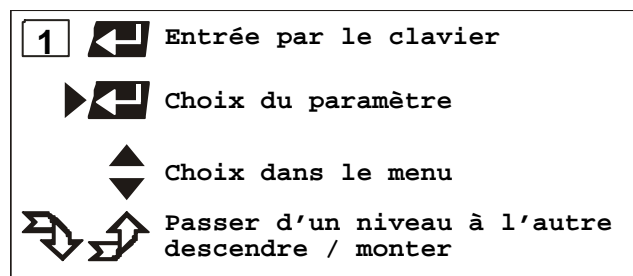 1 Entrée par le clavier
Choix du paramètre
Choix dans le menu
Passer d’un niveau à l’autre
descendre / monter